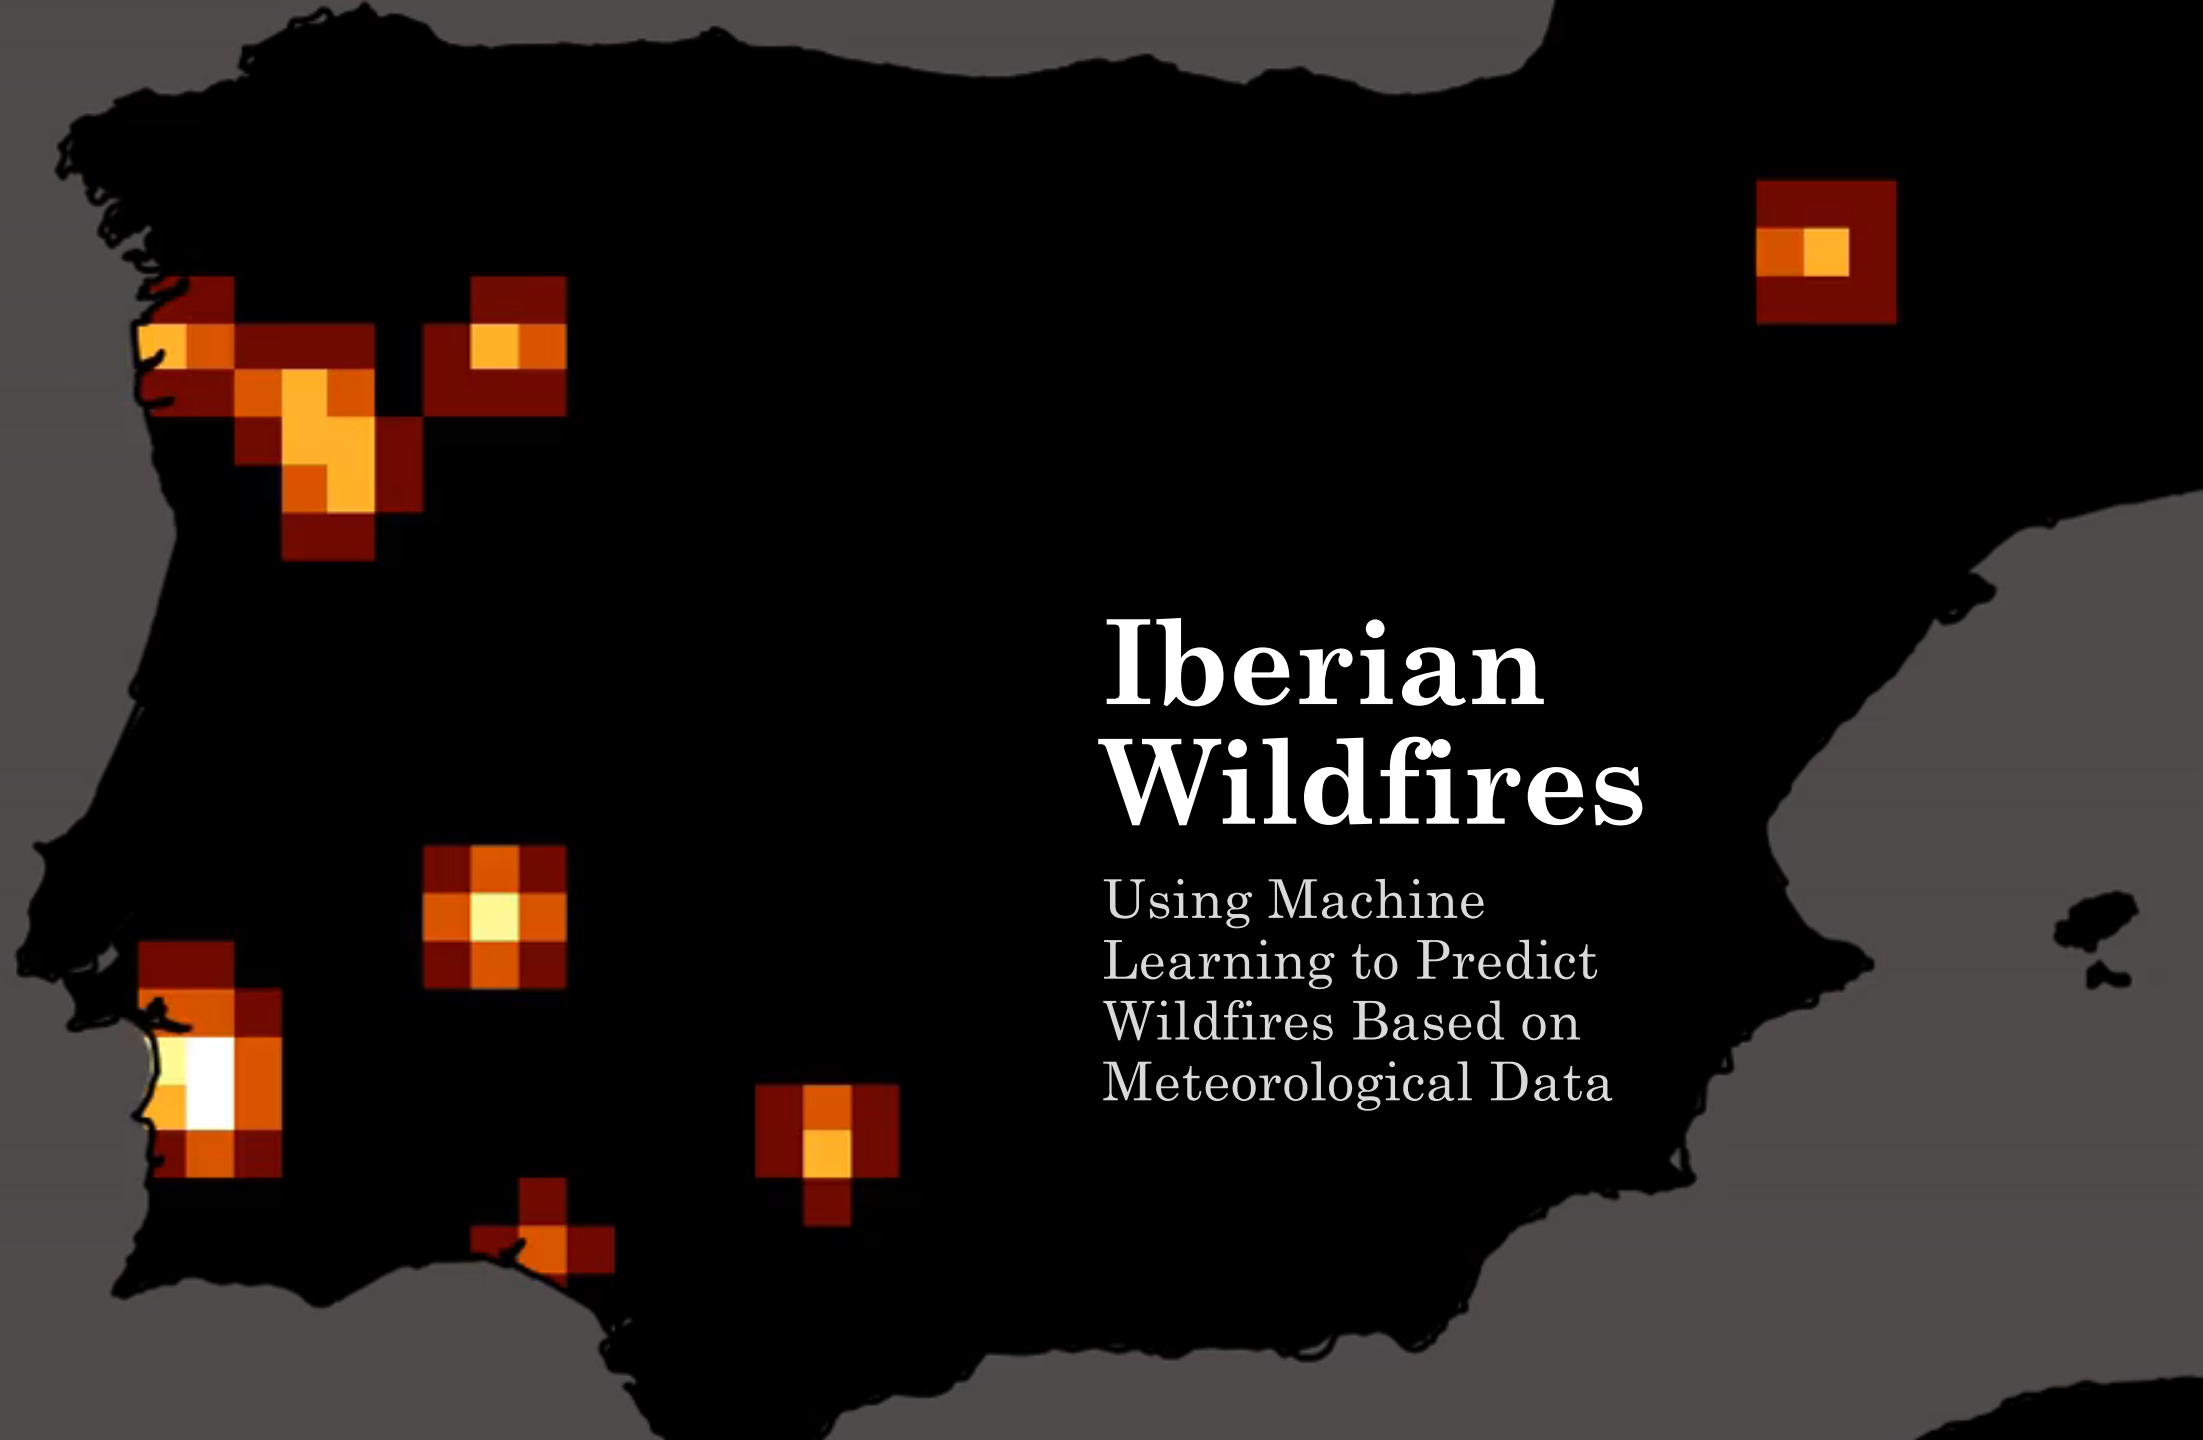 Iberian
Wildfires
Using Machine
Learning to Predict
Wildfires Based on
Meteorological Data